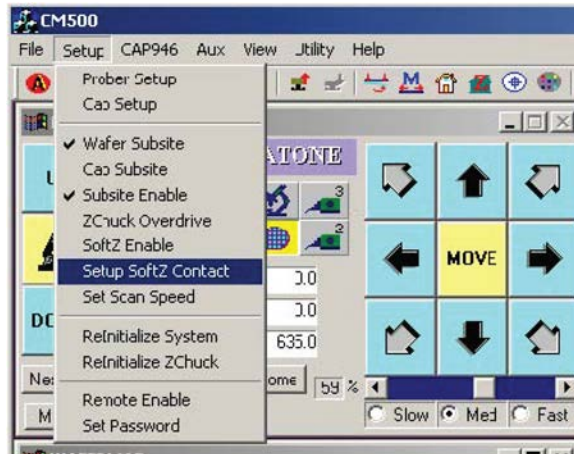 CM500
File Setup CAP946 Aux View Utility Help
Prober Setup
Cap Setup
Wafer Subsite
Cap Subsite
Subsite Enable
ZChuck Overdrive
SoftZ Enable
Setup SoftZ Contact
Set Scan Speed
ReInitialize System
ReInitialize ZChuck
Remote Enable
Set Password
ATONE
3
2
0.0
0.0
635.0
59 %
MOVE
Slow Med Fast